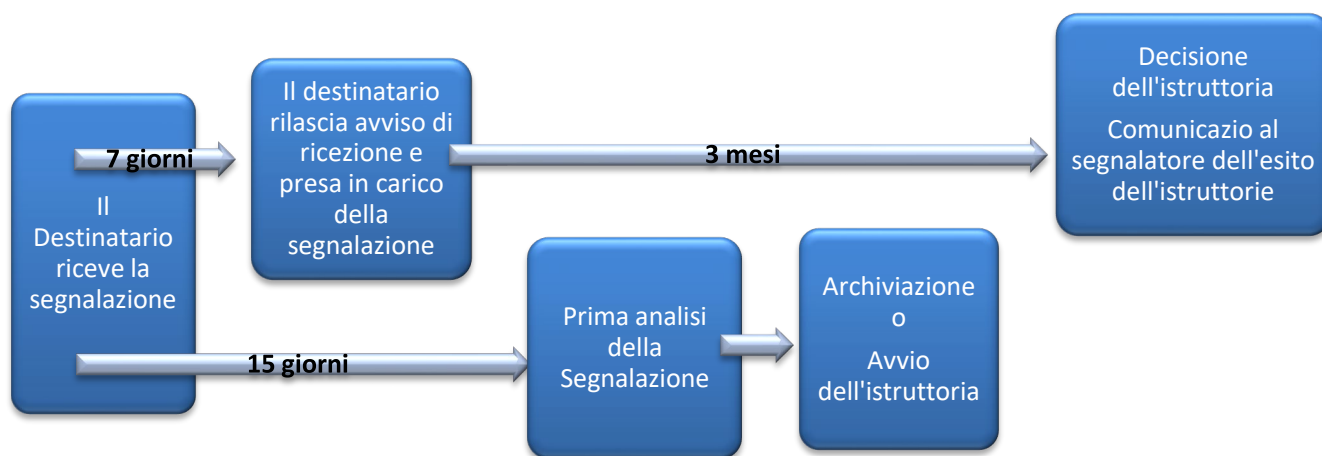 Il
Destinatario
riceve la
segnalazione
7 giorni
Il destinatario
rilascia avviso di
ricezione e
presa in carico
della
segnalazione
3 mesi
Decisione
dell'istruttoria
Comunicazio al
segnalatore dell'esito
dell'istruttorie
15 giorni
Prima analisi
della
Segnalazione
Archiviazione
o
Avvio
dell'istruttoria